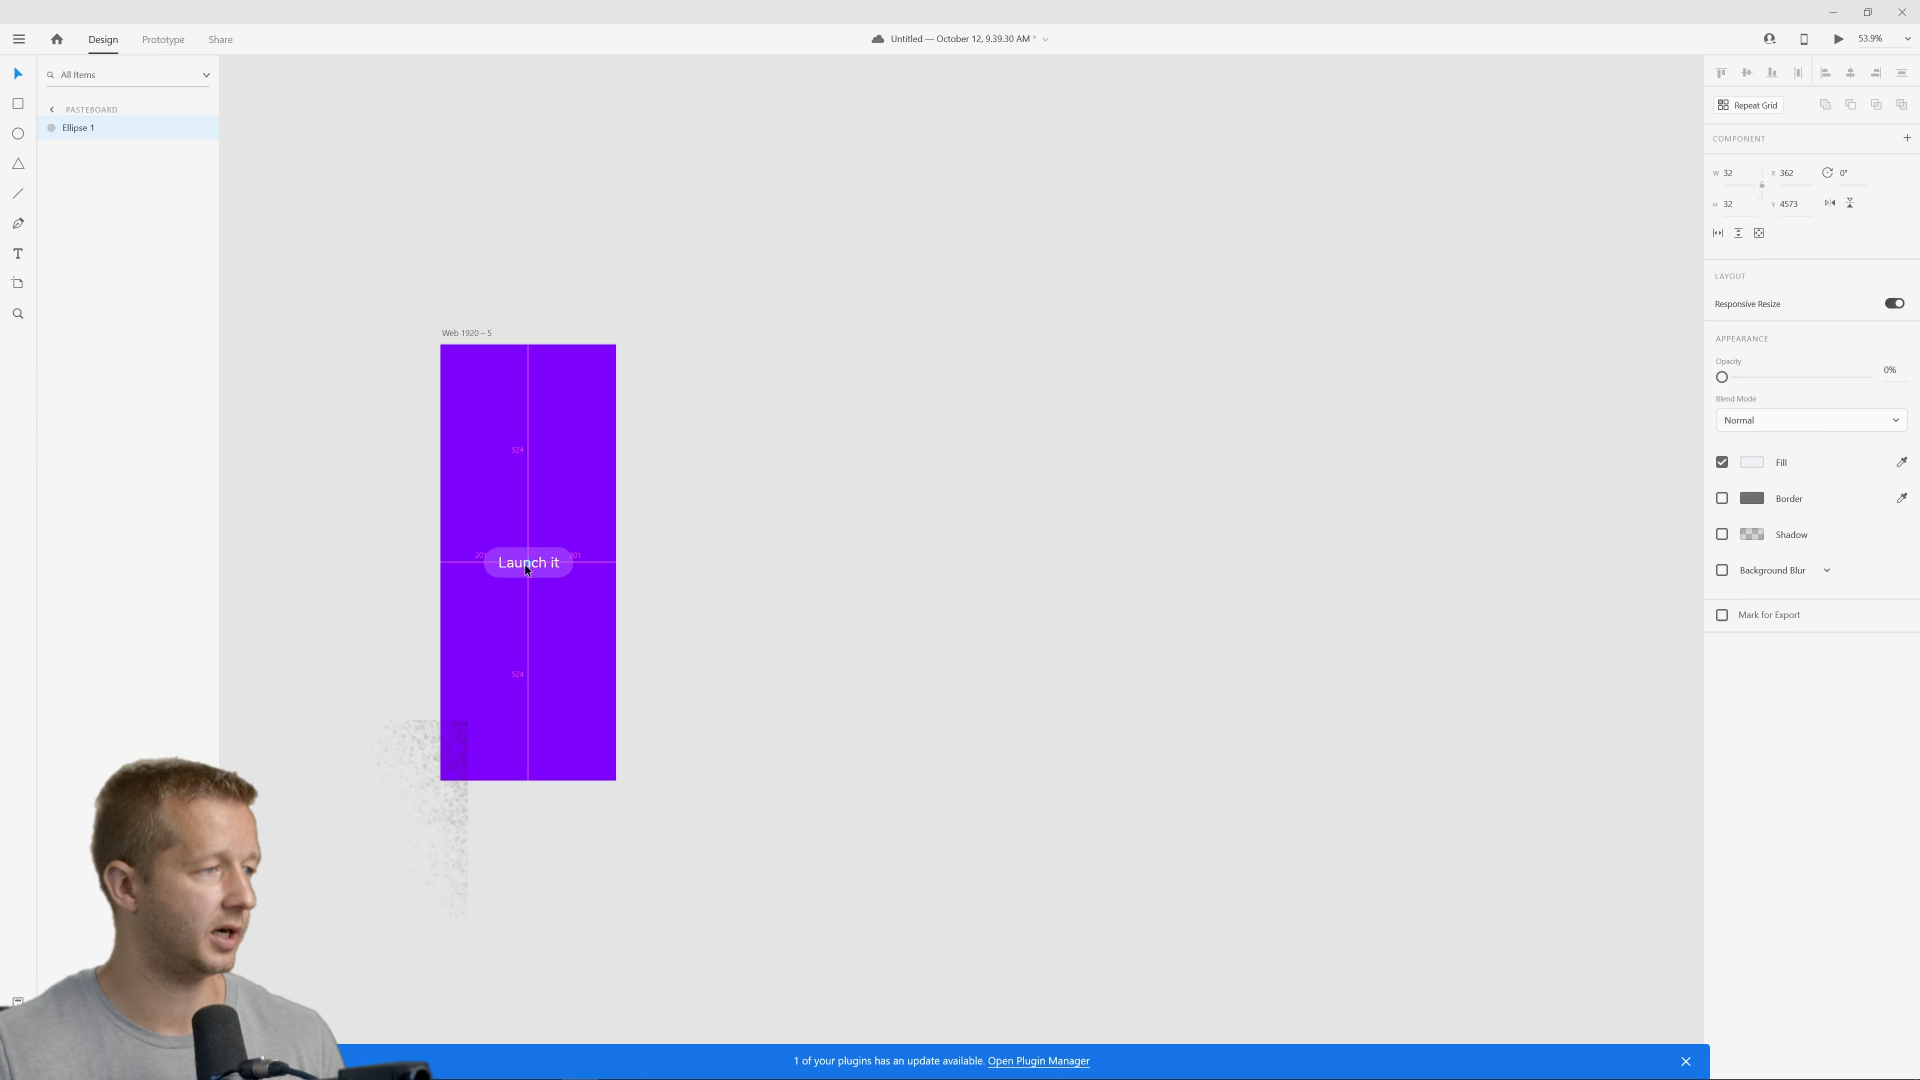 Design
Prototype
Share
Untitled — October 12, 9.39.30 AM *
53.9%
All Items
PASTEBOARD
Ellipse 1
Web 1920 – 5
524
201
201
Launch it
524
Repeat Grid
COMPONENT
W 32
X 362
0°
H 32
Y 4573
LAYOUT
Responsive Resize
APPEARANCE
Opacity
0%
Blend Mode
Normal
Fill
Border
Shadow
Background Blur
Mark for Export
1 of your plugins has an update available. Open Plugin Manager